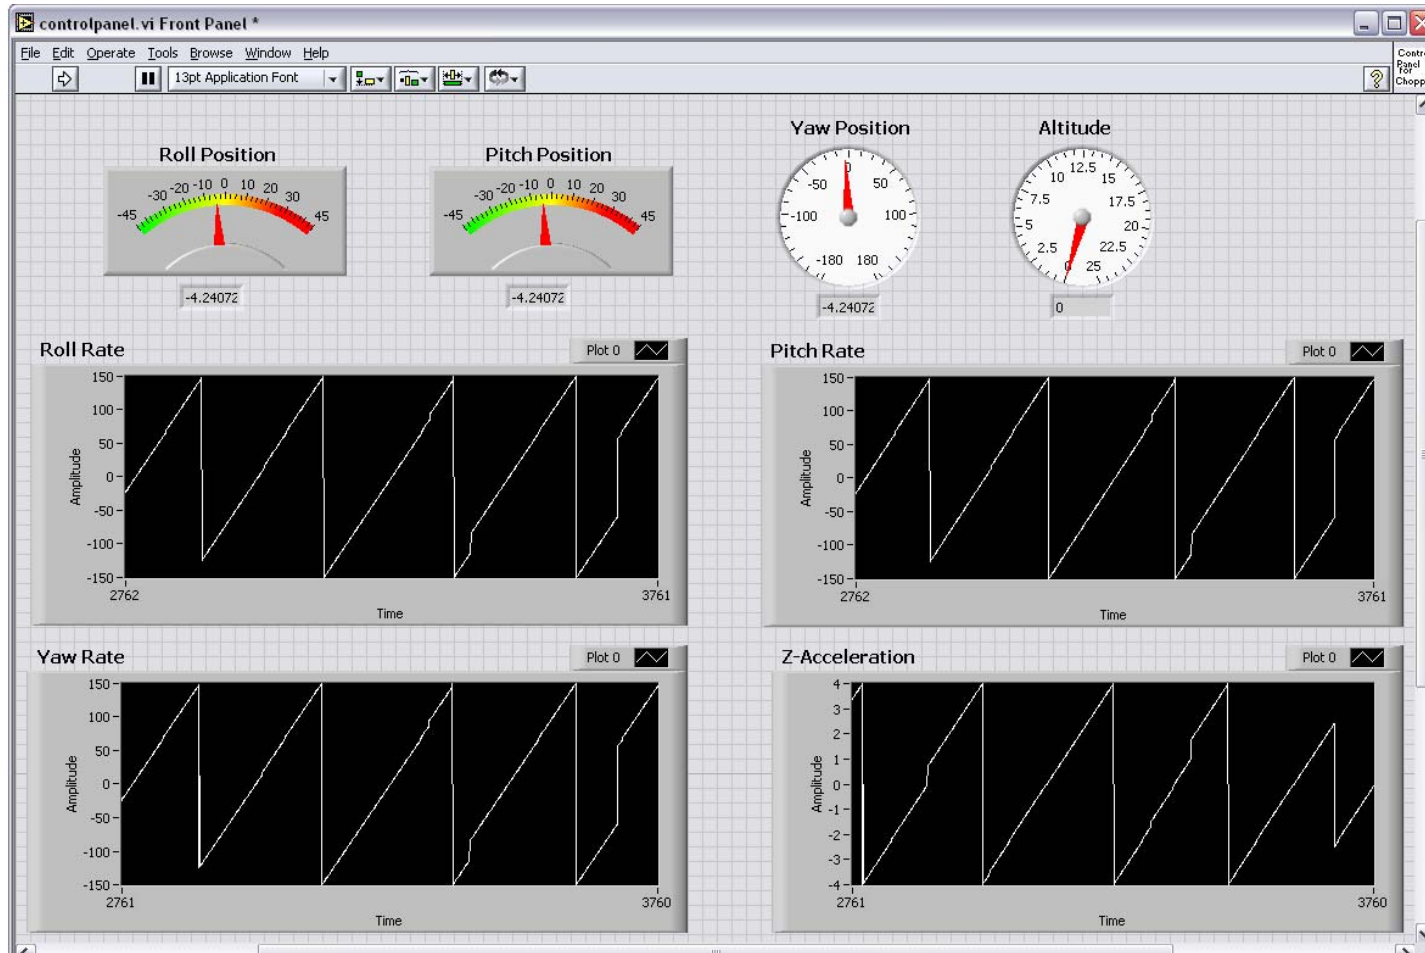 controlpanel.vi Front Panel *
File Edit Operate Tools Browse Window Help
13pt Application Font
?
Contr
Panel
for
Chopp
Roll Position
-45 -30 -20 -10 0 10 20 30 45
-4.24072
Pitch Position
-45 -30 -20 -10 0 10 20 30 45
-4.24072
Yaw Position
-180 -100 -50 0 50 100 180
-4.24072
Altitude
0 2.5 5 7.5 10 12.5 15 17.5 20 22.5 25
0
Roll Rate
Plot 0
150
100
50
0
-50
-100
-150
Amplitude
2762 3761
Time
Pitch Rate
Plot 0
150
100
50
0
-50
-100
-150
Amplitude
2762 3761
Time
Yaw Rate
Plot 0
150
100
50
0
-50
-100
-150
Amplitude
2761 3760
Time
Z-Acceleration
Plot 0
4
3
2
1
0
-1
-2
-3
-4
Amplitude
2761 3760
Time